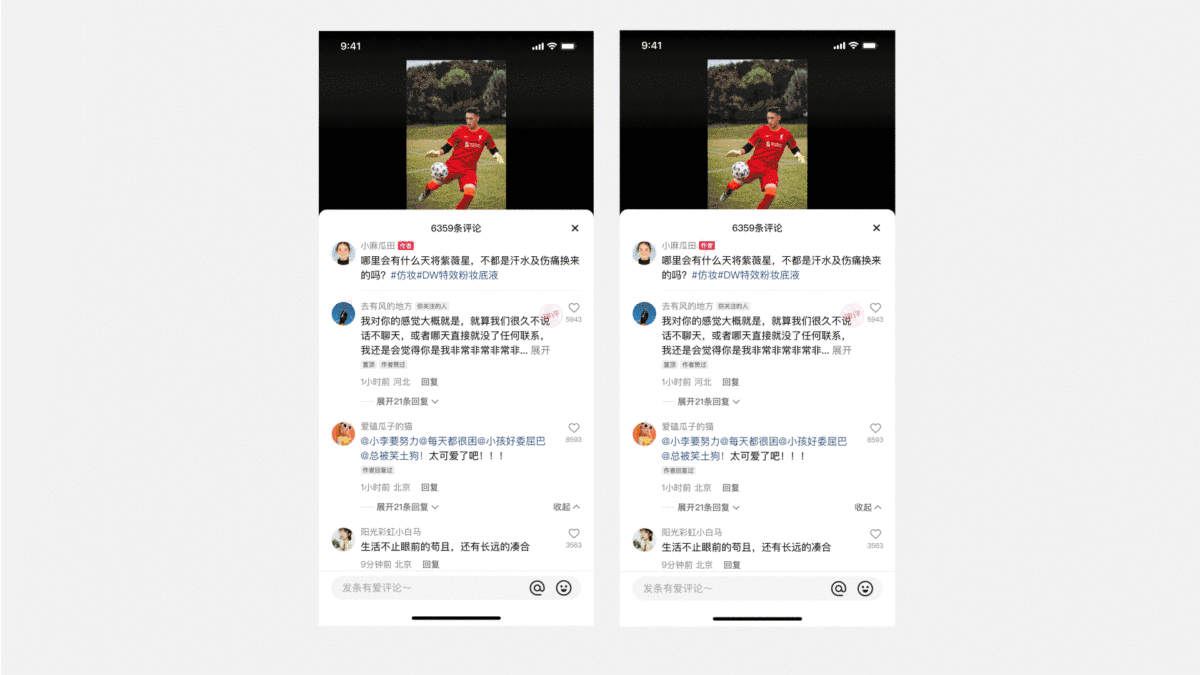 9:41
6359条评论
小麻瓜田 作者
哪里会有什么天将紫薇星，不都是汗水及伤痛换来
的吗？#仿妆#DW特效粉妆底液
去有风的地方 你关注的人
5943
我对你的感觉大概就是，就算我们很久不说
话不聊天，或者哪天直接就没了任何联系，
我还是会觉得你是我非常非常非常非... 展开
置顶 作者赞过
1小时前 河北 回复
展开21条回复
爱磕瓜子的猫
8593
@小李要努力@每天都很困@小孩好委屈巴
@总被笑土狗！太可爱了吧！！！
作者回复过
1小时前 北京 回复
展开21条回复 收起
阳光彩虹小白马
3563
生活不止眼前的苟且，还有长远的凑合
9分钟前 北京 回复
发条有爱评论～
9:41
6359条评论
小麻瓜田 作者
哪里会有什么天将紫薇星，不都是汗水及伤痛换来
的吗？#仿妆#DW特效粉妆底液
去有风的地方 你关注的人
5943
我对你的感觉大概就是，就算我们很久不说
话不聊天，或者哪天直接就没了任何联系，
我还是会觉得你是我非常非常非常非... 展开
置顶 作者赞过
1小时前 河北 回复
展开21条回复
爱磕瓜子的猫
8593
@小李要努力@每天都很困@小孩好委屈巴
@总被笑土狗！太可爱了吧！！！
作者回复过
1小时前 北京 回复
展开21条回复 收起
阳光彩虹小白马
3563
生活不止眼前的苟且，还有长远的凑合
9分钟前 北京 回复
发条有爱评论～